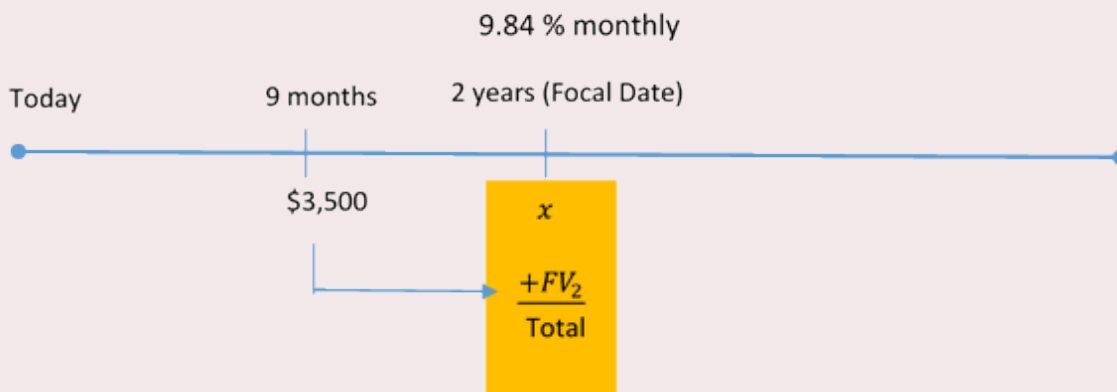 9.84 % monthly
Today
9 months
2 years (Focal Date)
$3,500
x
+FV₂
Total